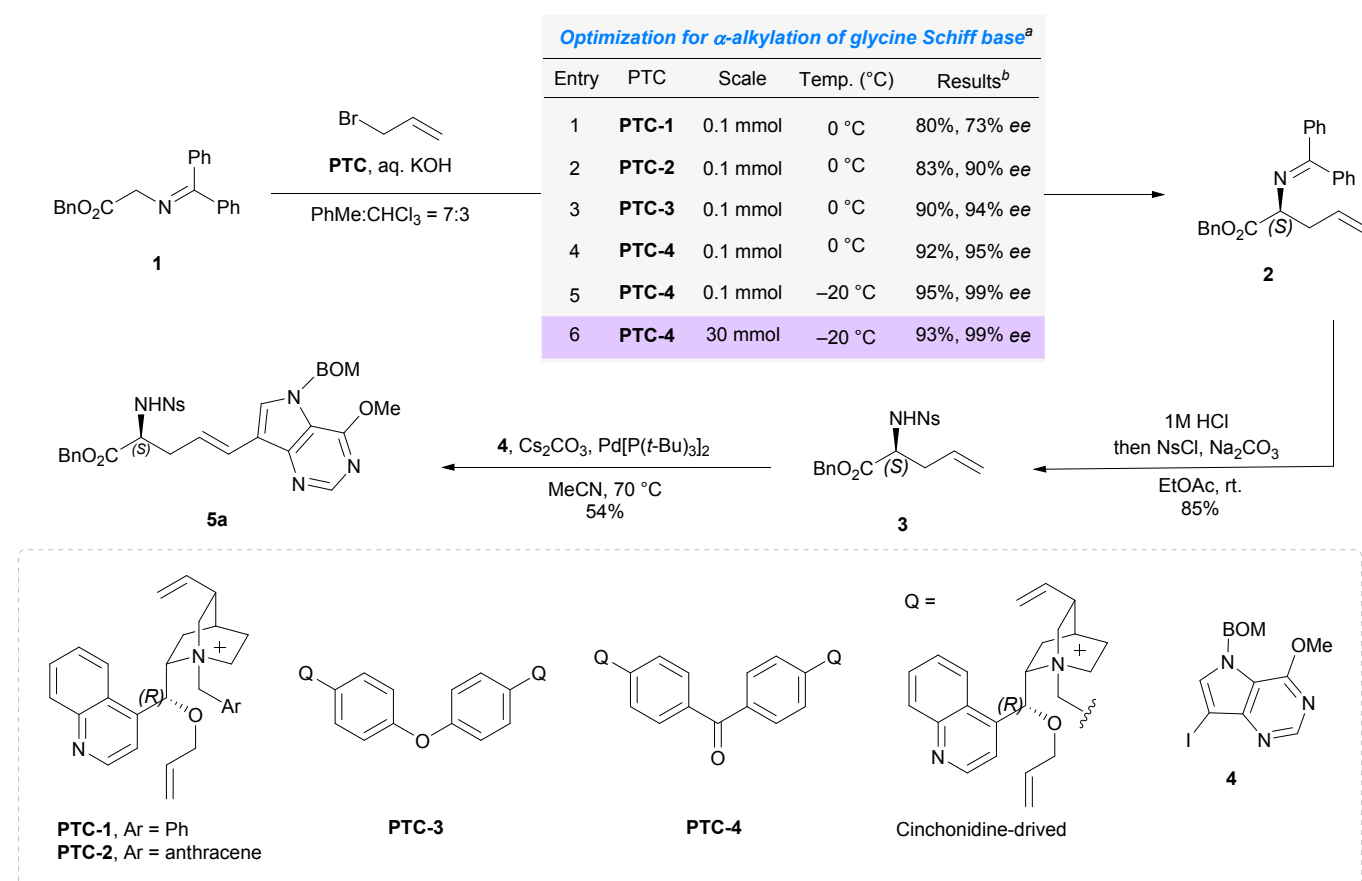 Optimization for α-alkylation of glycine Schiff baseᵃ
Entry PTC Scale Temp. (°C) Resultsᵇ
1 PTC-1 0.1 mmol 0 °C 80%, 73% ee
2 PTC-2 0.1 mmol 0 °C 83%, 90% ee
3 PTC-3 0.1 mmol 0 °C 90%, 94% ee
4 PTC-4 0.1 mmol 0 °C 92%, 95% ee
5 PTC-4 0.1 mmol –20 °C 95%, 99% ee
6 PTC-4 30 mmol –20 °C 93%, 99% ee
BnO₂C
N
Ph
Ph
1
Br
PTC, aq. KOH
PhMe:CHCl₃ = 7:3
Ph
N
Ph
BnO₂C
(S)
2
1M HCl
then NsCl, Na₂CO₃
EtOAc, rt.
85%
NHNs
BnO₂C
(S)
3
4, Cs₂CO₃, Pd[P(t-Bu)₃]₂
MeCN, 70 °C
54%
BOM
N
OMe
NHNs
BnO₂C
(S)
N
N
5a
N
+
(R)
Ar
O
N
PTC-1, Ar = Ph
PTC-2, Ar = anthracene
Q
Q
O
PTC-3
Q
Q
O
PTC-4
Q =
N
+
(R)
O
N
Cinchonidine-drived
BOM
N
OMe
N
I
N
4